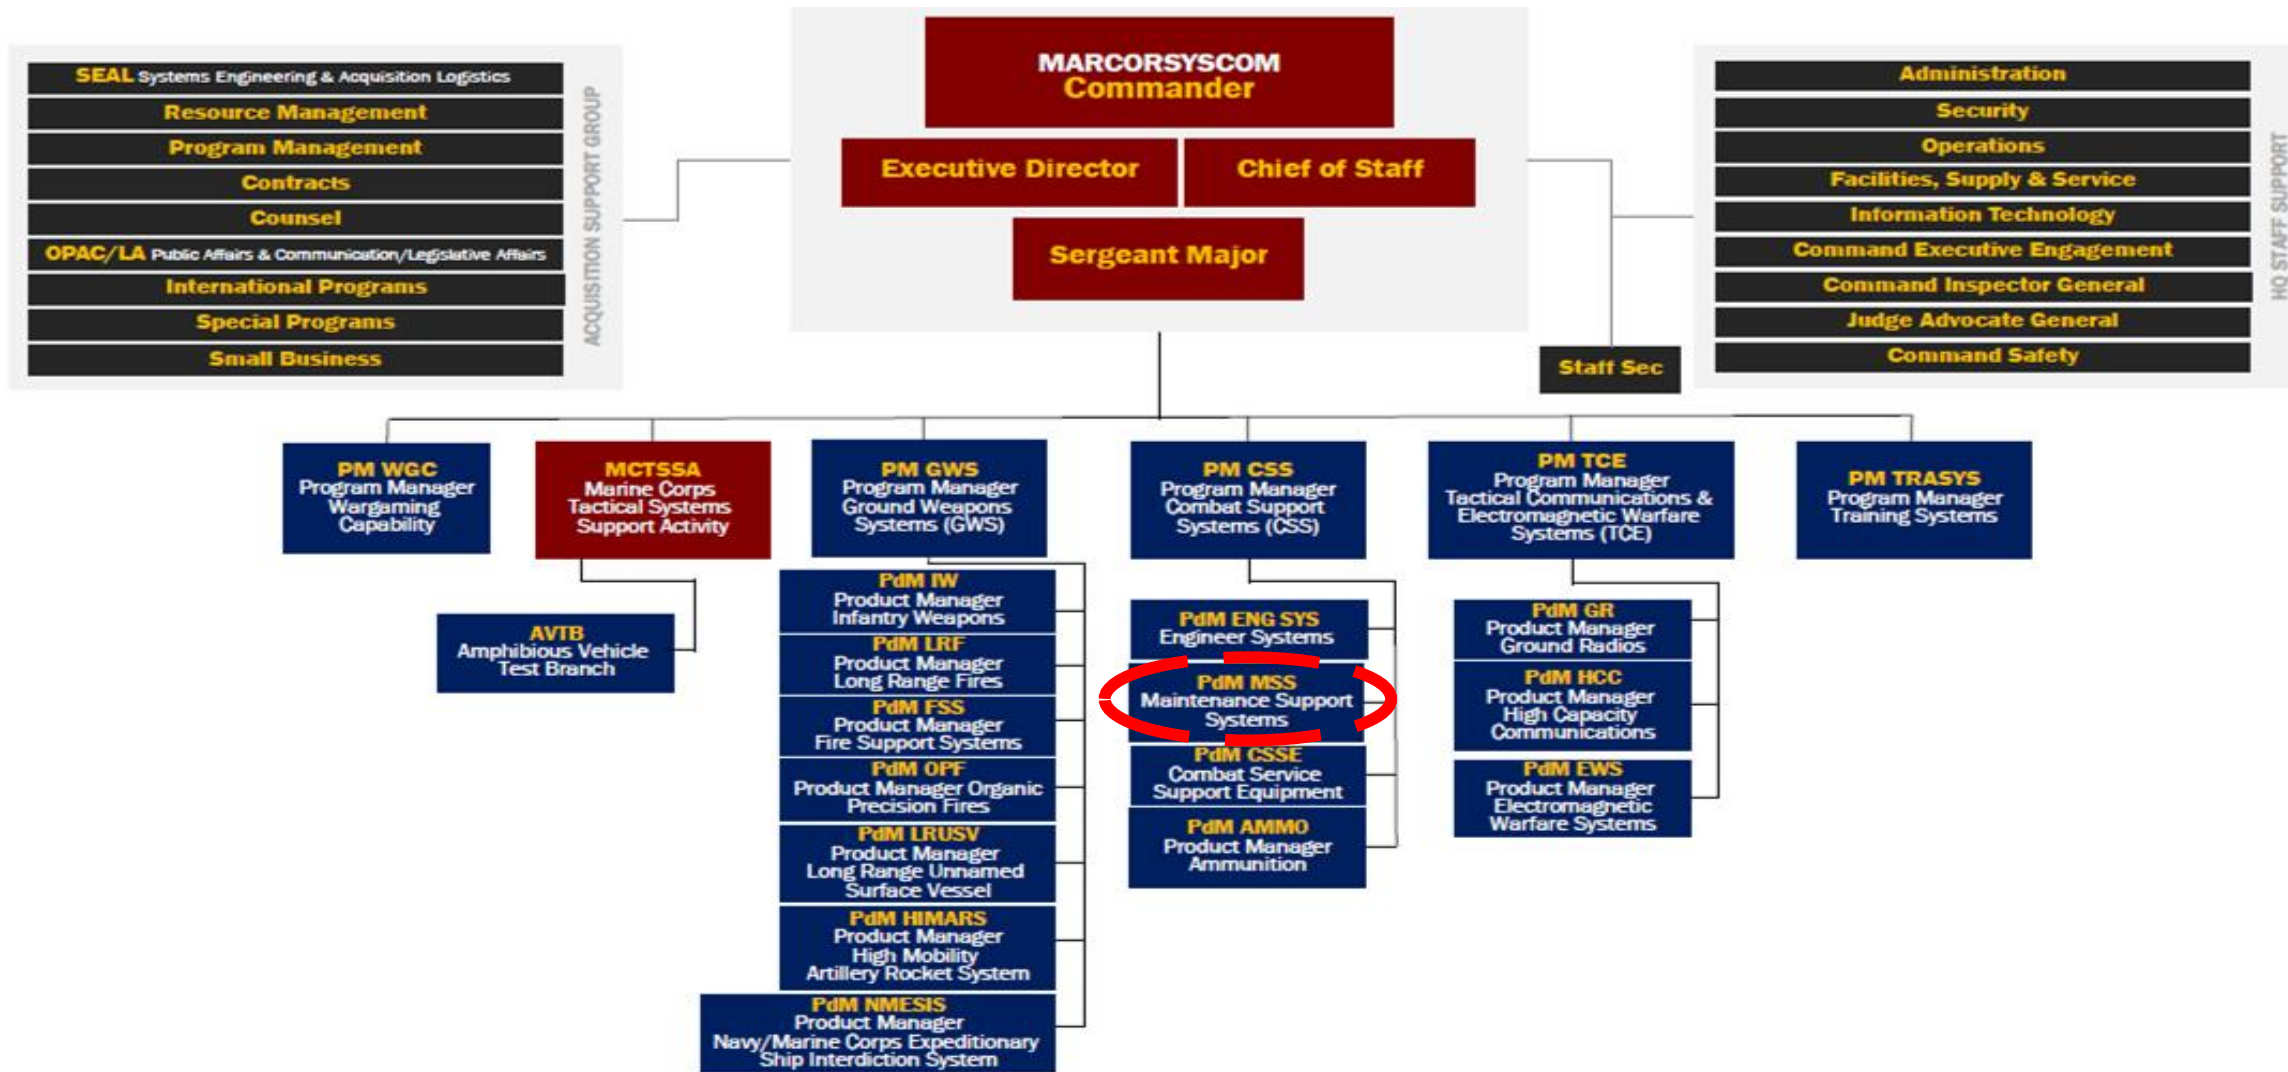 MARCORSYSCOM
Commander
Executive Director
Chief of Staff
Sergeant Major
SEAL Systems Engineering & Acquisition Logistics
Resource Management
Program Management
Contracts
Counsel
OPAC/LA Public Affairs & Communication/Legislative Affairs
International Programs
Special Programs
Small Business
ACQUISITION SUPPORT GROUP
Administration
Security
Operations
Facilities, Supply & Service
Information Technology
Command Executive Engagement
Command Inspector General
Judge Advocate General
Command Safety
HQ STAFF SUPPORT
Staff Sec
PM WGC
Program Manager
Wargaming
Capability
MCTSSA
Marine Corps
Tactical Systems
Support Activity
AVTB
Amphibious Vehicle
Test Branch
PM GWS
Program Manager
Ground Weapons
Systems (GWS)
PdM IW
Product Manager
Infantry Weapons
PdM LRF
Product Manager
Long Range Fires
PdM FSS
Product Manager
Fire Support Systems
PdM OPF
Product Manager Organic
Precision Fires
PdM LRUSV
Product Manager
Long Range Unnamed
Surface Vessel
PdM HIMARS
Product Manager
High Mobility
Artillery Rocket System
PdM NMESIS
Product Manager
Navy/Marine Corps Expeditionary
Ship Interdiction System
PM CSS
Program Manager
Combat Support
Systems (CSS)
PdM ENG SYS
Engineer Systems
PdM MSS
Maintenance Support
Systems
PdM CSSE
Combat Service
Support Equipment
PdM AMMO
Product Manager
Ammunition
PM TCE
Program Manager
Tactical Communications &
Electromagnetic Warfare
Systems (TCE)
PdM GR
Product Manager
Ground Radios
PdM HCC
Product Manager
High Capacity
Communications
PdM EWS
Product Manager
Electromagnetic
Warfare Systems
PM TRASYS
Program Manager
Training Systems